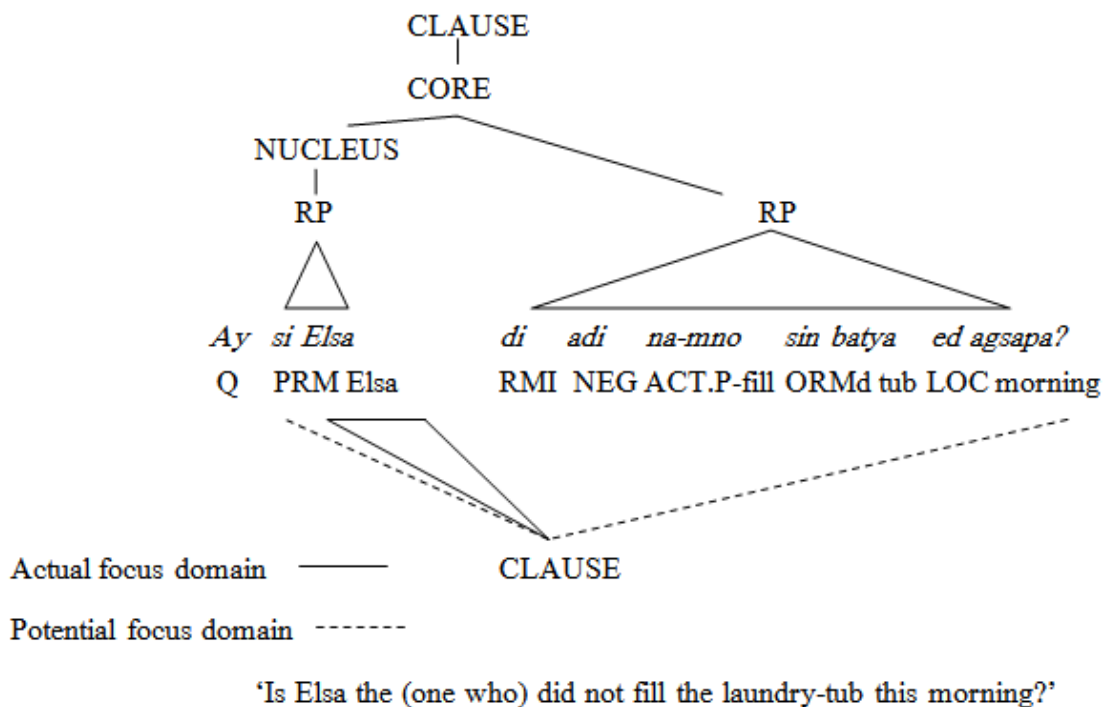 CLAUSE
CORE
NUCLEUS
RP RP
Ay si Elsa di adi na-mno sin batya ed agsapa?
Q PRM Elsa RMI NEG ACT.P-fill ORMd tub LOC morning
Actual focus domain CLAUSE
Potential focus domain
‘Is Elsa the (one who) did not fill the laundry-tub this morning?’